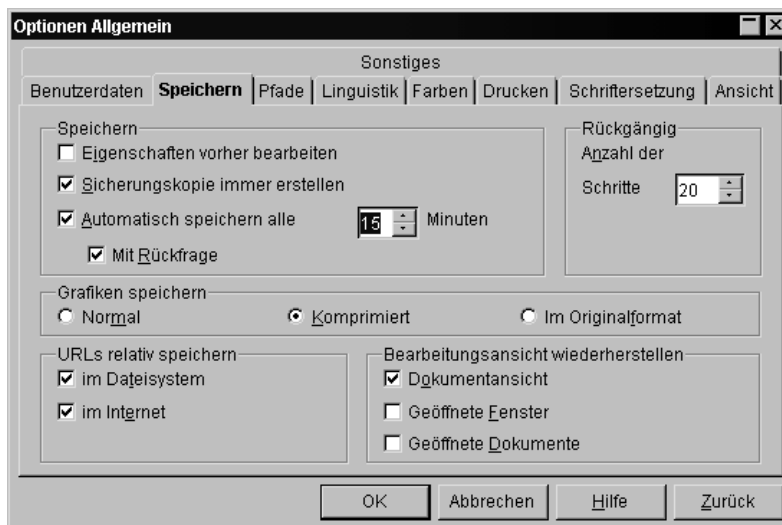 Optionen Allgemein
Sonstiges
Benutzerdaten Speichern Pfade Linguistik Farben Drucken Schriftersetzung Ansicht
Speichern
Eigenschaften vorher bearbeiten
Sicherungskopie immer erstellen
Automatisch speichern alle 15 Minuten
Mit Rückfrage
Rückgängig
Anzahl der
Schritte 20
Grafiken speichern
Normal Komprimiert Im Originalformat
URLs relativ speichern
im Dateisystem
im Internet
Bearbeitungsansicht wiederherstellen
Dokumentansicht
Geöffnete Fenster
Geöffnete Dokumente
OK Abbrechen Hilfe Zurück